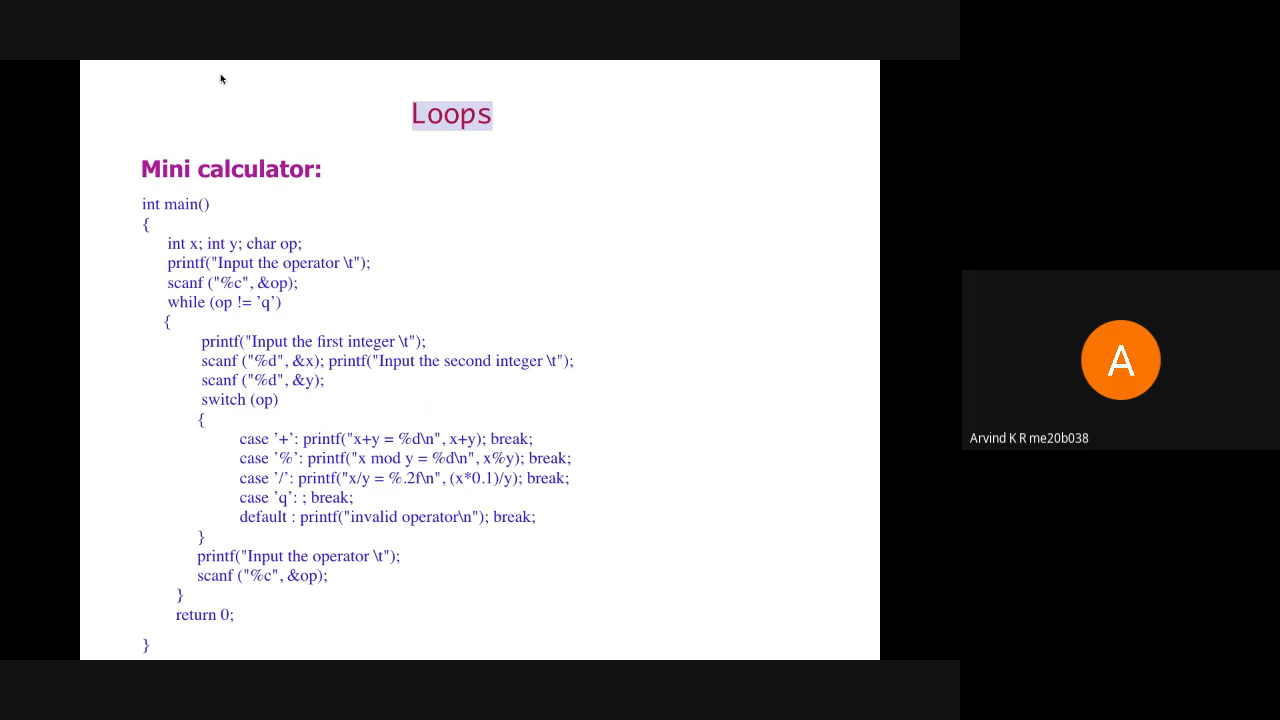 Loops
Mini calculator:
int main()
{
int x; int y; char op;
printf("Input the operator \t");
scanf ("%c", &op);
while (op != ’q’)
{
printf("Input the first integer \t");
scanf ("%d", &x); printf("Input the second integer \t");
scanf ("%d", &y);
switch (op)
{
case ’+’: printf("x+y = %d\n", x+y); break;
case ’%’: printf("x mod y = %d\n", x%y); break;
case ’/’: printf("x/y = %.2f\n", (x*0.1)/y); break;
case ’q’: ; break;
default : printf("invalid operator\n"); break;
}
printf("Input the operator \t");
scanf ("%c", &op);
}
return 0;
}
A
Arvind K R me20b038